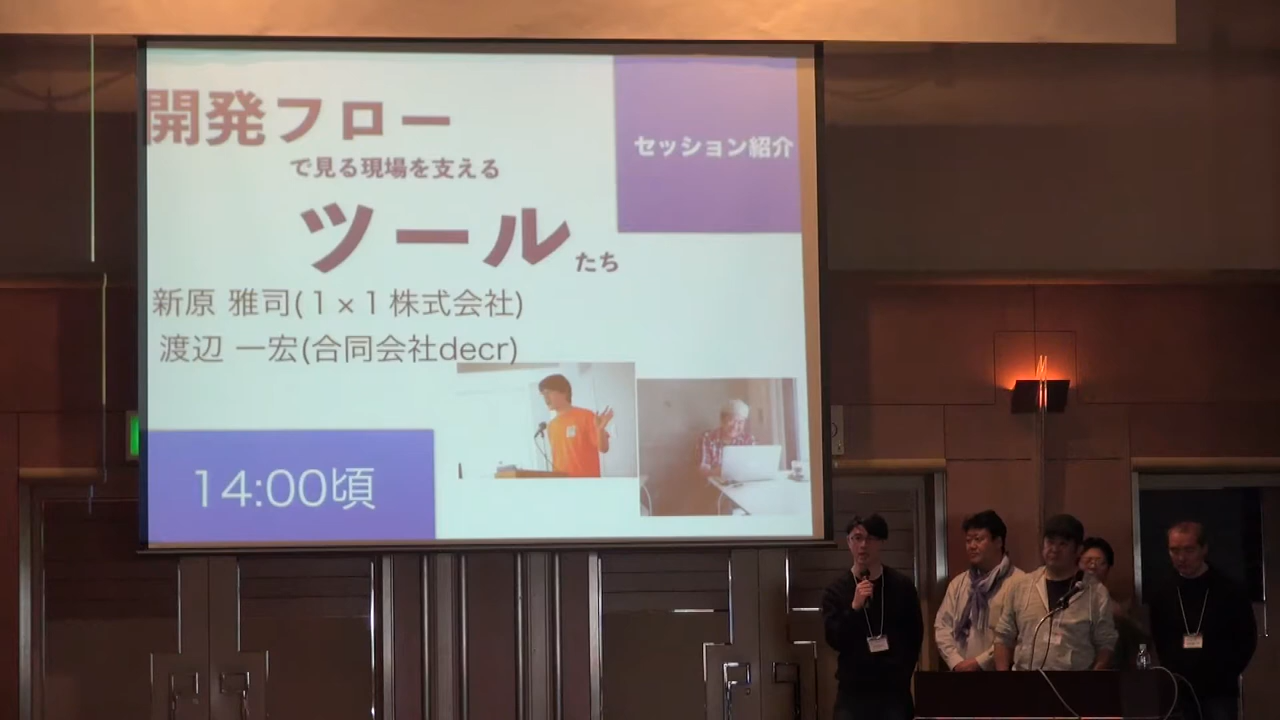 開発フロー
で見る現場を支える
ツールたち
セッション紹介
新原 雅司(1×1株式会社)
渡辺 一宏(合同会社decr)
14:00頃